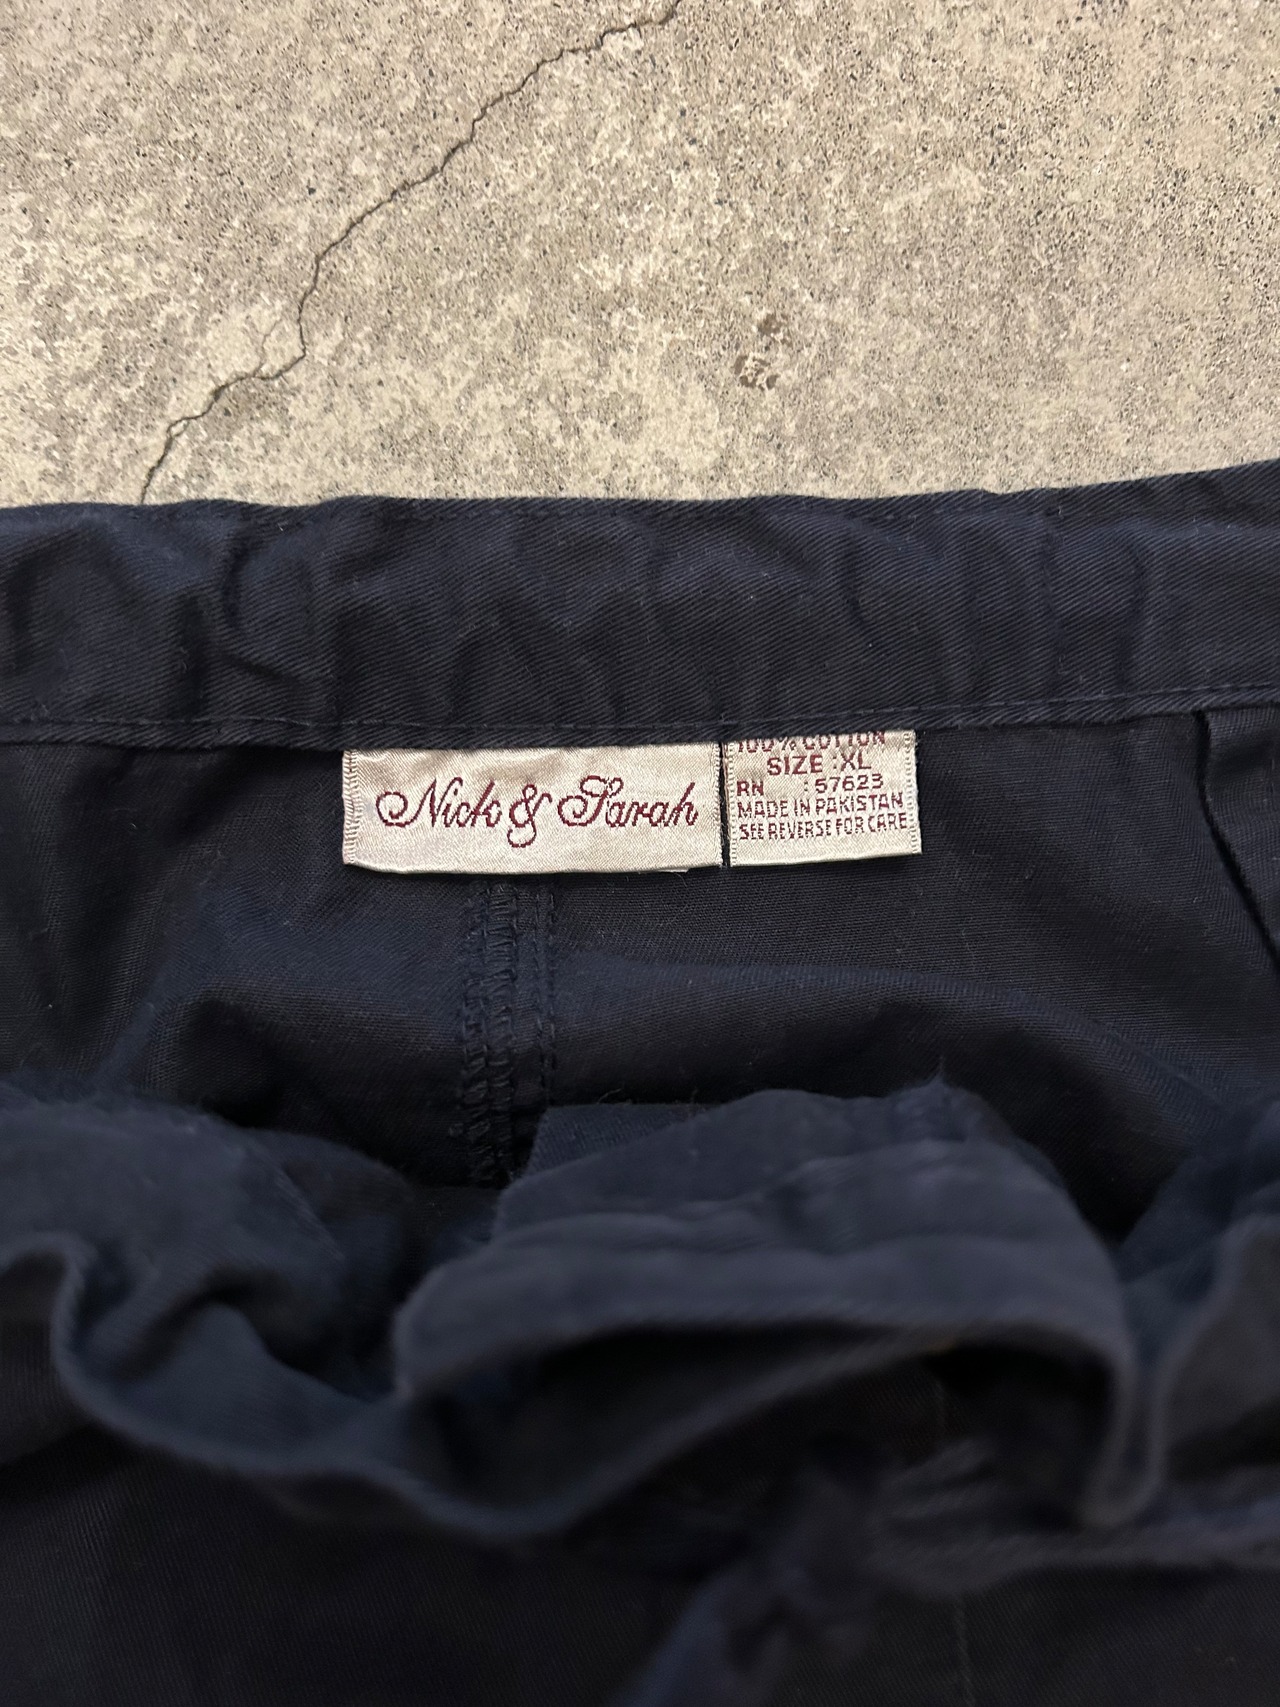 Nick & Sarah
100% COTTON
SIZE :XL
RN : 57623
MADE IN PAKISTAN
SEE REVERSE FOR CARE